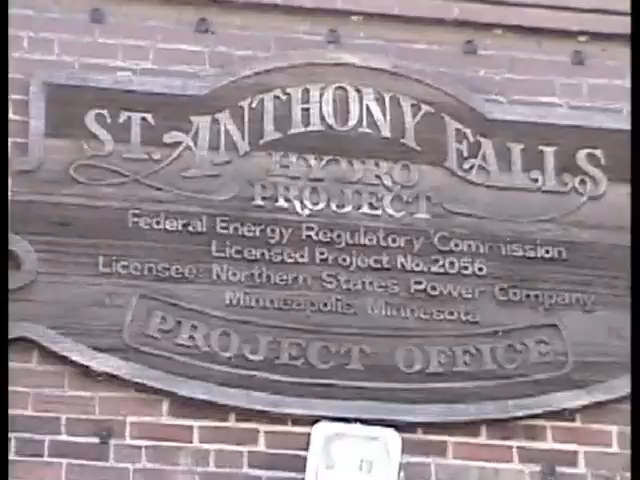 ST. ANTHONY FALLS
HYDRO
PROJECT
Federal Energy Regulatory Commission
Licensed Project No. 2056
Licensee: Northern States Power Company
Minneapolis, Minnesota
PROJECT OFFICE